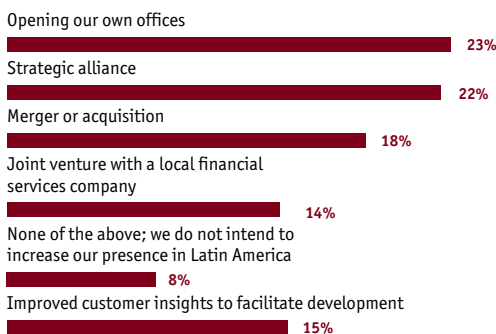 Opening our own offices
23%
Strategic alliance
22%
Merger or acquisition
18%
Joint venture with a local financial
services company
14%
None of the above; we do not intend to
increase our presence in Latin America
8%
Improved customer insights to facilitate development
15%